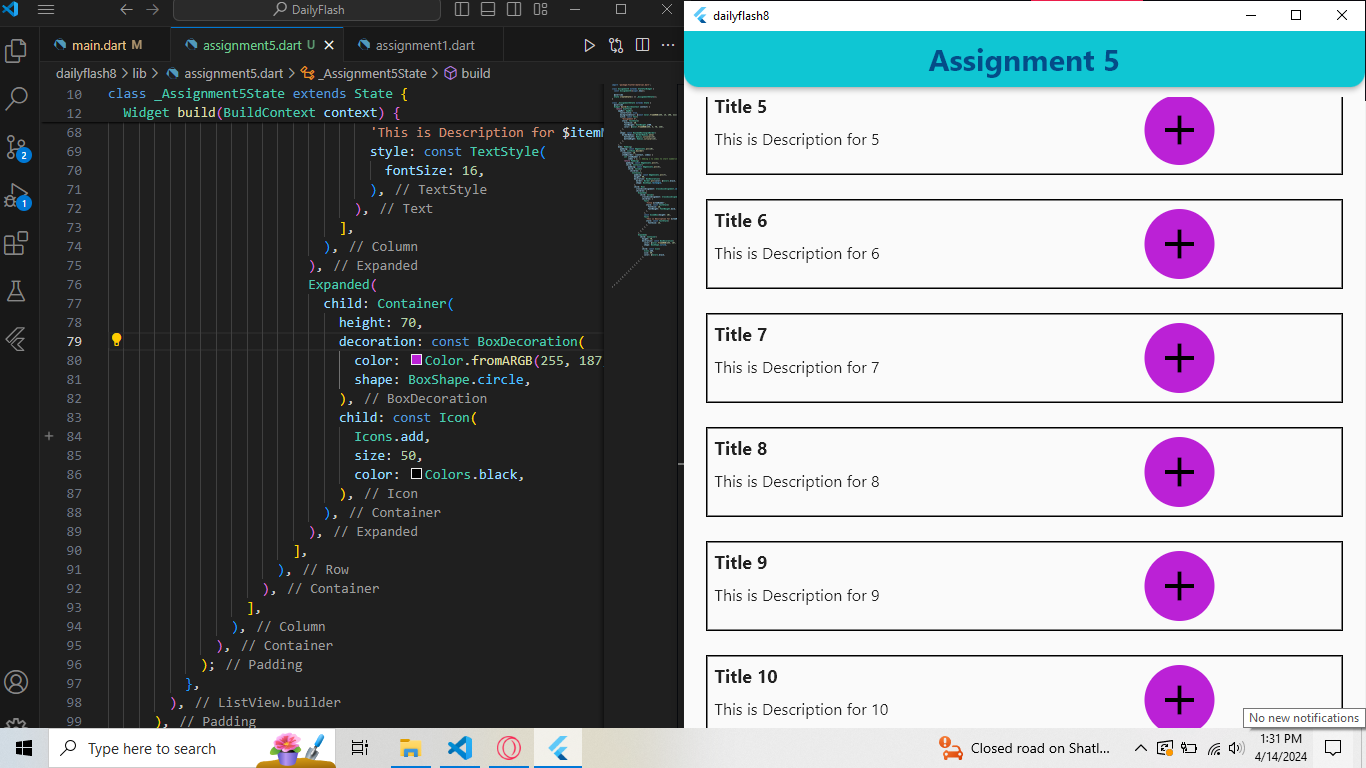 DailyFlash
main.dart M
assignment5.dart U
assignment1.dart
dailyflash8 > lib > assignment5.dart > _Assignment5State > build
10 class _Assignment5State extends State {
12 Widget build(BuildContext context) {
68 'This is Description for $item
69 style: const TextStyle(
70 fontSize: 16,
71 ), // TextStyle
72 ), // Text
73 ],
74 ), // Column
75 ), // Expanded
76 Expanded(
77 child: Container(
78 height: 70,
79 decoration: const BoxDecoration(
80 color: Color.fromARGB(255, 187
81 shape: BoxShape.circle,
82 ), // BoxDecoration
83 child: const Icon(
84 Icons.add,
85 size: 50,
86 color: Colors.black,
87 ), // Icon
88 ), // Container
89 ), // Expanded
90 ],
91 ), // Row
92 ), // Container
93 ],
94 ), // Column
95 ), // Container
96 ); // Padding
97 },
98 ), // ListView.builder
99 ), // Padding
2
1
dailyflash8
Assignment 5
Title 5
This is Description for 5
Title 6
This is Description for 6
Title 7
This is Description for 7
Title 8
This is Description for 8
Title 9
This is Description for 9
Title 10
This is Description for 10
No new notifications
Type here to search
Closed road on Shatl...
1:31 PM
4/14/2024